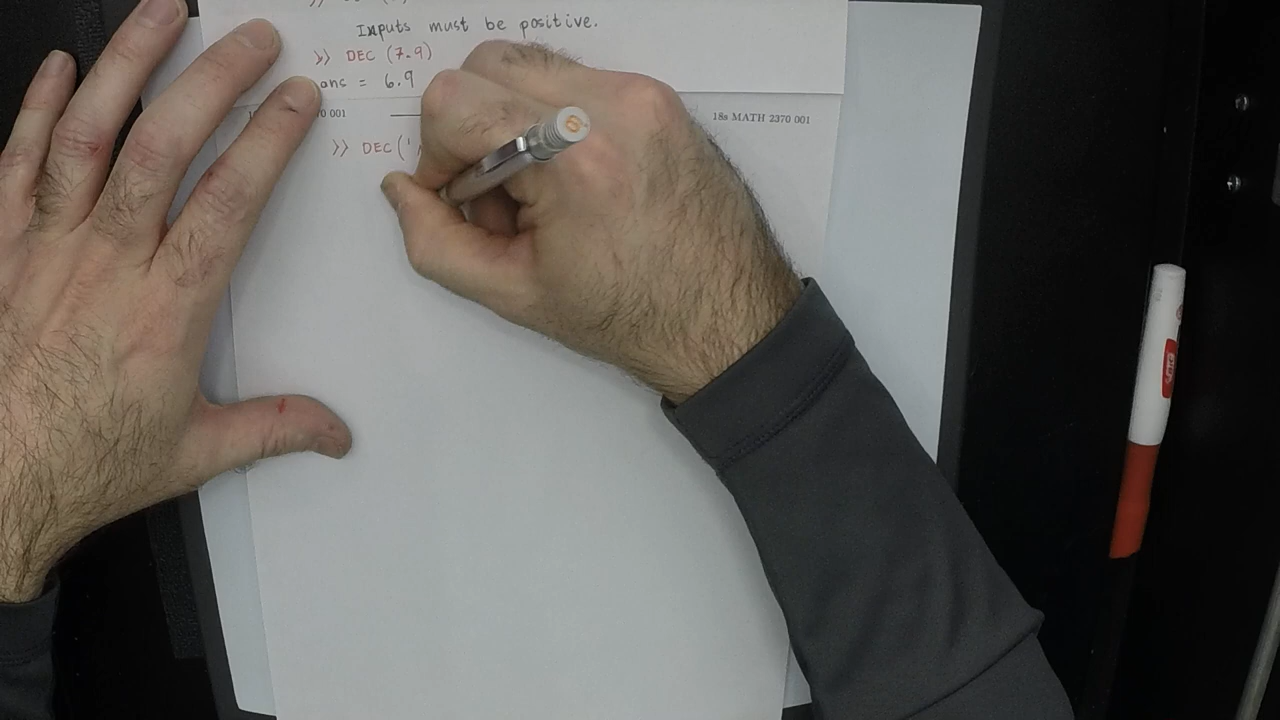 Inputs must be positive.
>> DEC (7.9)
ans = 6.9
18s MATH 2370 001
>> DEC('